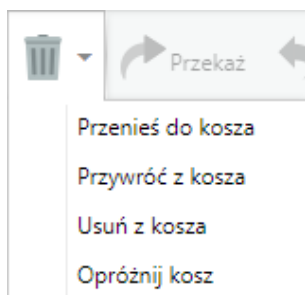 Przekaż
Przenieś do kosza
Przywróć z kosza
Usuń z kosza
Opróżnij kosz